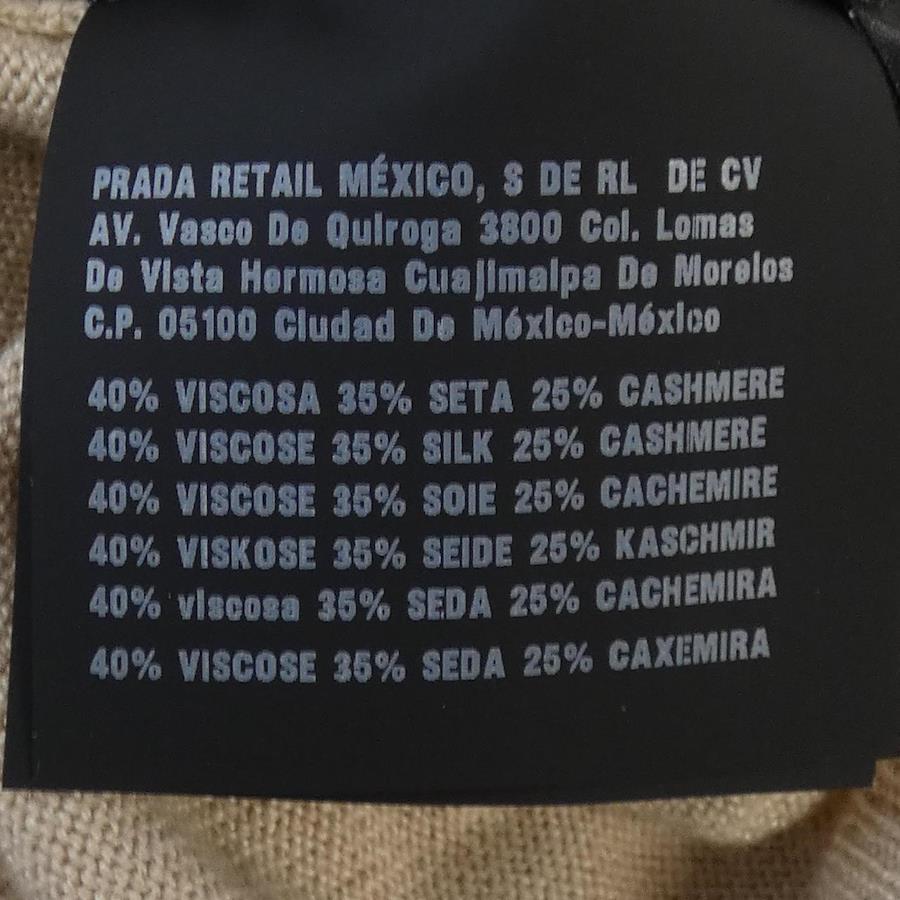 PRADA RETAIL MÉXICO, S DE RL DE CV
AV. Vasco De Quiroga 3800 Col. Lomas
De Vista Hermosa Cuajimalpa De Morelos
C.P. 05100 Ciudad De México-México
40% VISCOSA 35% SETA 25% CASHMERE
40% VISCOSE 35% SILK 25% CASHMERE
40% VISCOSE 35% SOIE 25% CACHEMIRE
40% VISKOSE 35% SEIDE 25% KASCHMIR
40% viscosa 35% SEDA 25% CACHEMIRA
40% VISCOSE 35% SEDA 25% CAXEMIRA